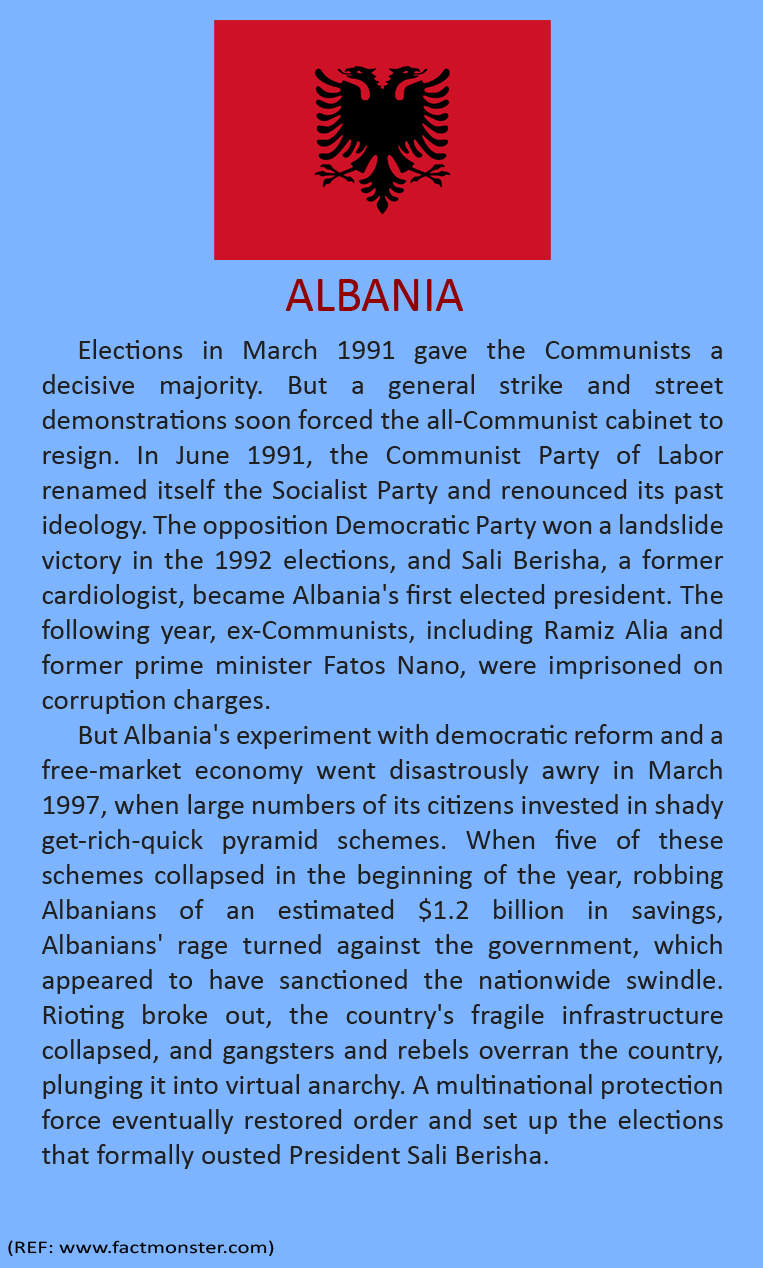 ALBANIA
Elections in March 1991 gave the Communists a
decisive majority. But a general strike and street
demonstrations soon forced the all-Communist cabinet to
resign. In June 1991, the Communist Party of Labor
renamed itself the Socialist Party and renounced its past
ideology. The opposition Democratic Party won a landslide
victory in the 1992 elections, and Sali Berisha, a former
cardiologist, became Albania's first elected president. The
following year, ex-Communists, including Ramiz Alia and
former prime minister Fatos Nano, were imprisoned on
corruption charges.
But Albania's experiment with democratic reform and a
free-market economy went disastrously awry in March
1997, when large numbers of its citizens invested in shady
get-rich-quick pyramid schemes. When five of these
schemes collapsed in the beginning of the year, robbing
Albanians of an estimated $1.2 billion in savings,
Albanians' rage turned against the government, which
appeared to have sanctioned the nationwide swindle.
Rioting broke out, the country's fragile infrastructure
collapsed, and gangsters and rebels overran the country,
plunging it into virtual anarchy. A multinational protection
force eventually restored order and set up the elections
that formally ousted President Sali Berisha.
(REF: www.factmonster.com)